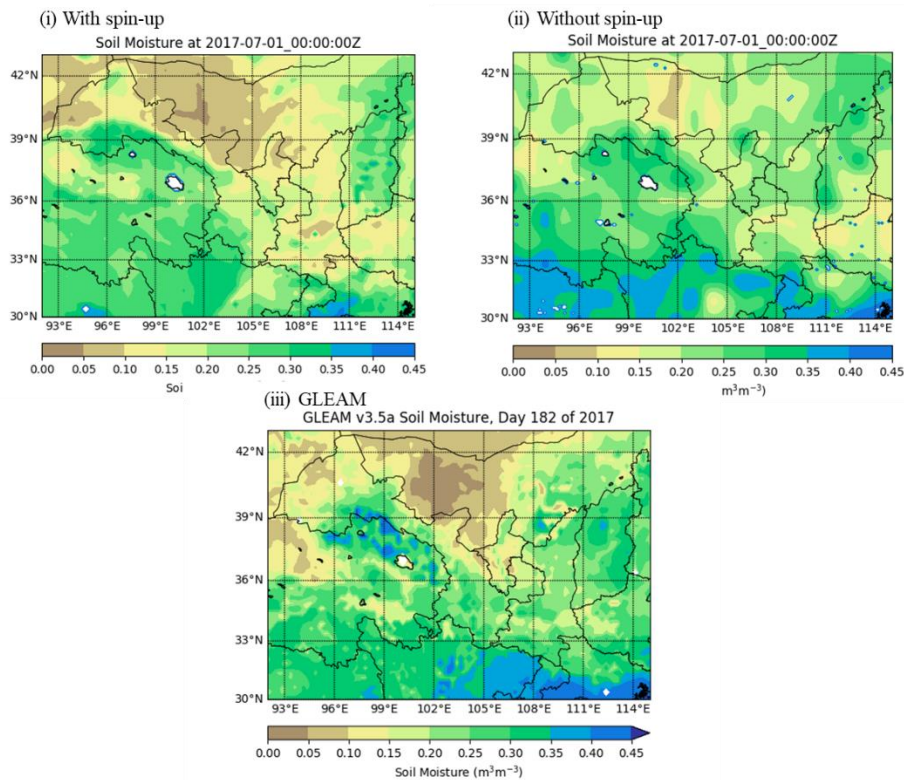 (i) With spin-up
Soil Moisture at 2017-07-01_00:00:00Z
42°N
39°N
36°N
33°N
30°N
93°E 96°E 99°E 102°E 105°E 108°E 111°E 114°E
0.00 0.05 0.10 0.15 0.20 0.25 0.30 0.35 0.40 0.45
Soi
(ii) Without spin-up
Soil Moisture at 2017-07-01_00:00:00Z
42°N
39°N
36°N
33°N
30°N
93°E 96°E 99°E 102°E 105°E 108°E 111°E 114°E
0.00 0.05 0.10 0.15 0.20 0.25 0.30 0.35 0.40 0.45
m³m⁻³)
(iii) GLEAM
GLEAM v3.5a Soil Moisture, Day 182 of 2017
42°N
39°N
36°N
33°N
30°N
93°E 96°E 99°E 102°E 105°E 108°E 111°E 114°E
0.00 0.05 0.10 0.15 0.20 0.25 0.30 0.35 0.40 0.45
Soil Moisture (m³m⁻³)